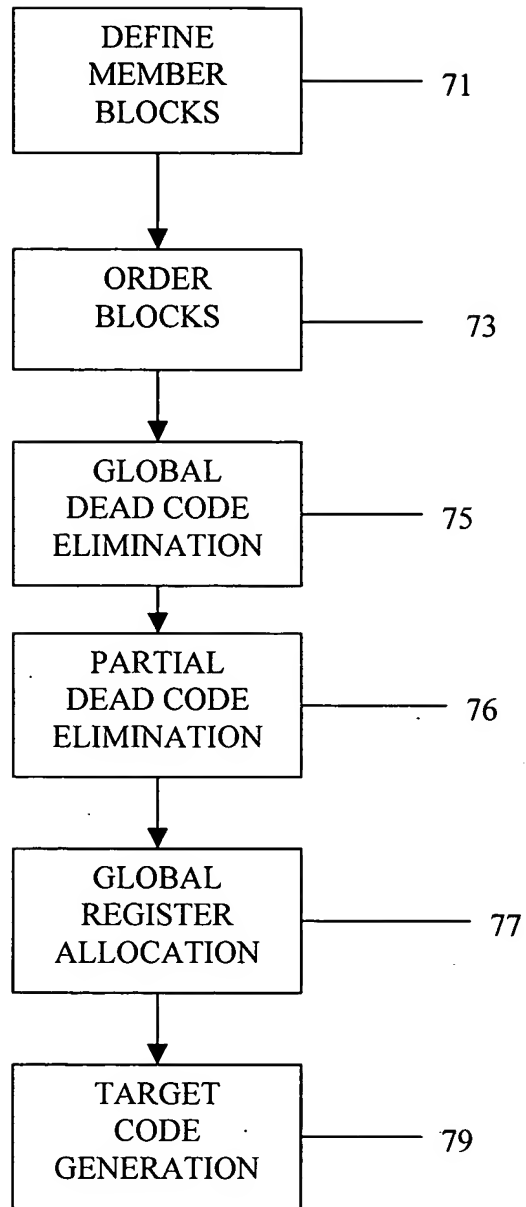 DEFINE
MEMBER
BLOCKS
71
ORDER
BLOCKS
73
GLOBAL
DEAD CODE
ELIMINATION
75
PARTIAL
DEAD CODE
ELIMINATION
76
GLOBAL
REGISTER
ALLOCATION
77
TARGET
CODE
GENERATION
79